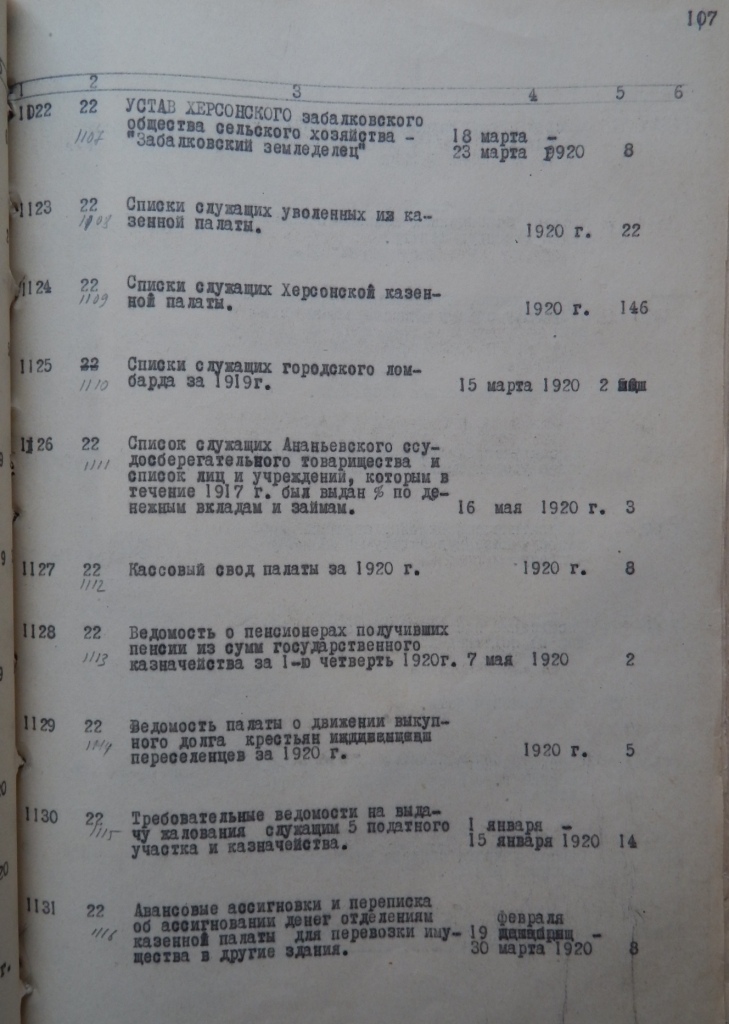 107
1 2 3 4 5 6
1022 22 УСТАВ ХЕРСОНСКОГО забалковского
1107 общества сельского хозяйства - 18 марта -
"Забалковский земледелец" 23 марта 1920 8
1123 22 Списки служащих уволенных из ка-
1108 зенной палаты. 1920 г. 22
1124 22 Списки служащих Херсонской казен-
1109 ной палаты. 1920 г. 146
1125 22 Списки служащих городского лом-
1110 барда за 1919г. 15 марта 1920 2
1126 22 Список служащих Ананьевского ссу-
1111 досберегательного товарищества и
список лиц и учреждений, которым в
течение 1917 г. был выдан % по де-
нежным вкладам и займам. 16 мая 1920 г. 3
1127 22 Кассовый свод палаты за 1920 г. 1920 г. 8
1112
1128 22 Ведомость о пенсионерах получивших
1113 пенсии из сумм государственного
казначейства за 1-ю четверть 1920г. 7 мая 1920 2
1129 22 Ведомость палаты о движении выкуп-
1114 ного долга крестьян
переселенцев за 1920 г. 1920 г. 5
1130 22 Требовательные ведомости на выда-
1115 чу жалования служащим 5 податного 1 января -
участка и казначейства. 15 января 1920 14
1131 22 Авансовые ассигновки и переписка
1116 об ассигновании денег отделениям февраля
казенной палаты для перевозки иму- 19 -
щества в другие здания. 30 марта 1920 8